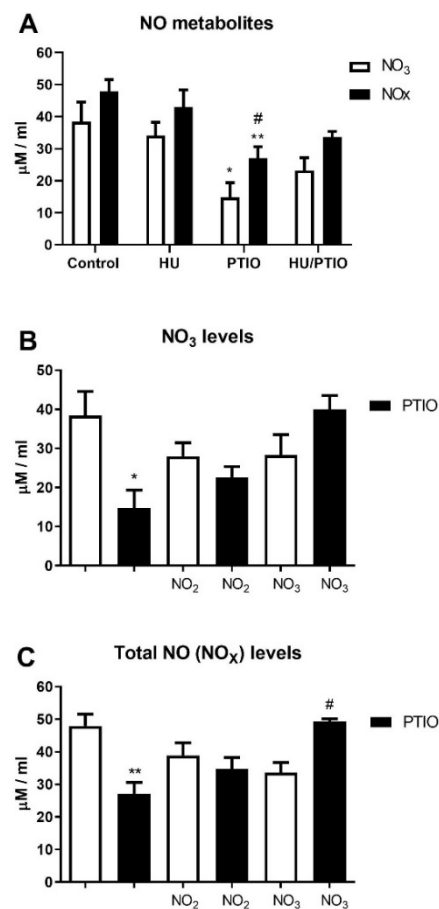 A
NO metabolites
NO₃
NOx
μM / ml
60
50
40
30
20
10
0
#
**
*
Control HU PTIO HU/PTIO
B
NO₃ levels
PTIO
μM / ml
50
40
30
20
10
0
*
NO₂ NO₂ NO₃ NO₃
C
Total NO (NOX) levels
PTIO
μM / ml
60
50
40
30
20
10
0
**
#
NO₂ NO₂ NO₃ NO₃